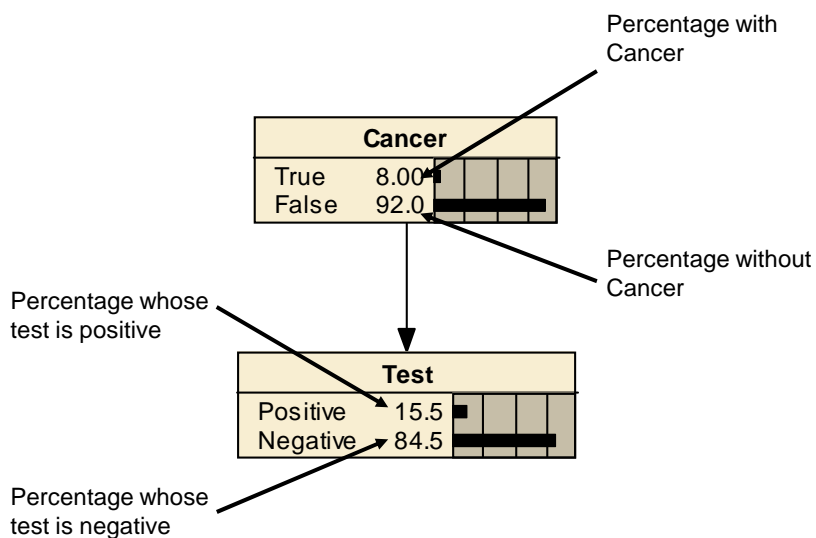 Percentage with
Cancer
Cancer
True 8.00
False 92.0
Percentage without
Cancer
Percentage whose
test is positive
Test
Positive 15.5
Negative 84.5
Percentage whose
test is negative